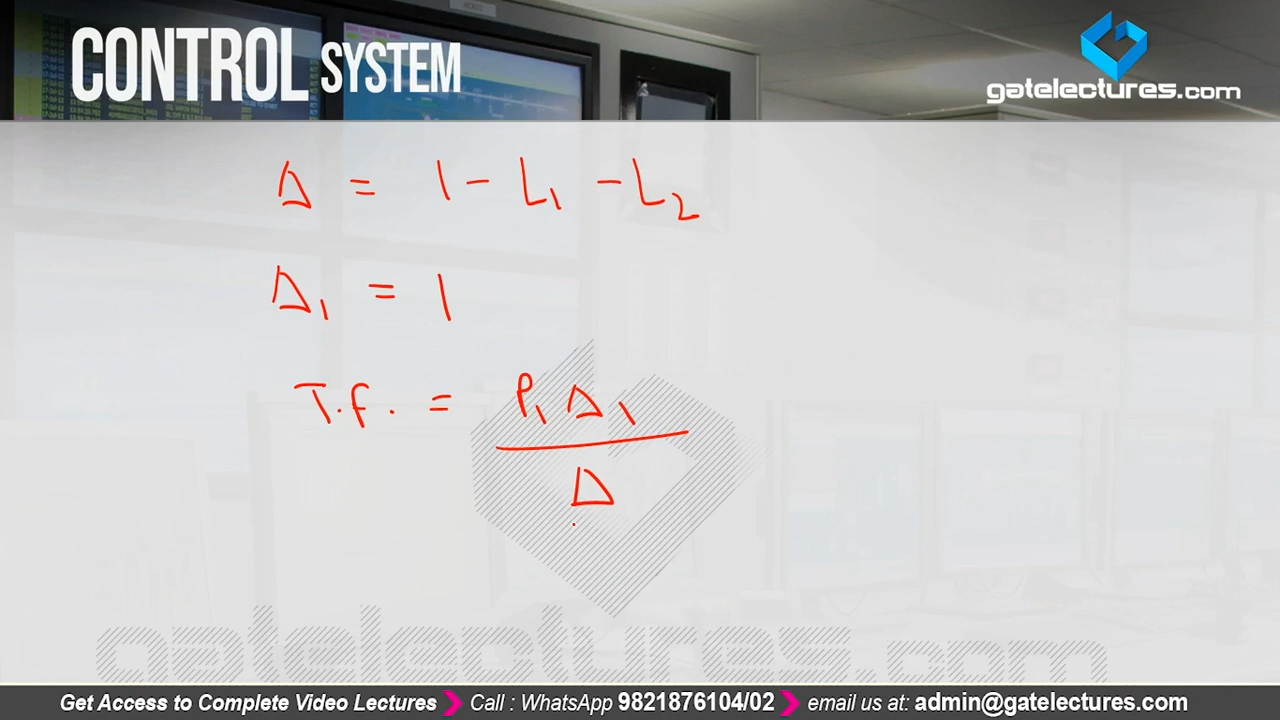 CONTROL SYSTEM
gatelectures.com
Δ = 1 - L₁ - L₂
Δ₁ = 1
T.f. = P₁ Δ₁
Δ
gatelectures.com
Get Access to Complete Video Lectures Call : WhatsApp 9821876104/02 email us at: admin@gatelectures.com